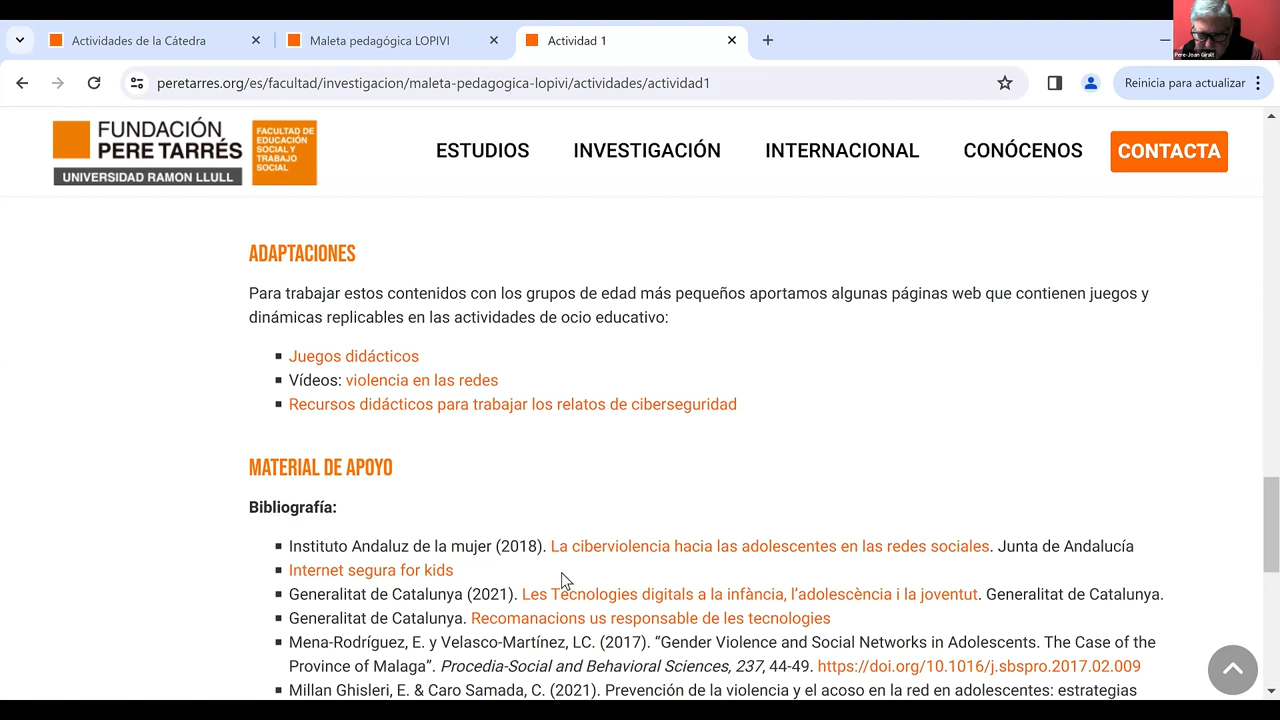 Actividades de la Cátedra
Maleta pedagógica LOPIVI
Actividad 1
Pere-Joan Giralt
peretarres.org/es/facultad/investigacion/maleta-pedagogica-lopivi/actividades/actividad1
Reinicia para actualizar
FUNDACIÓN
PERE TARRÉS
UNIVERSIDAD RAMON LLULL
FACULTAD DE
EDUCACIÓN
SOCIAL Y
TRABAJO
SOCIAL
ESTUDIOS
INVESTIGACIÓN
INTERNACIONAL
CONÓCENOS
CONTACTA
ADAPTACIONES
Para trabajar estos contenidos con los grupos de edad más pequeños aportamos algunas páginas web que contienen juegos y
dinámicas replicables en las actividades de ocio educativo:
Juegos didácticos
Vídeos: violencia en las redes
Recursos didácticos para trabajar los relatos de ciberseguridad
MATERIAL DE APOYO
Bibliografía:
Instituto Andaluz de la mujer (2018). La ciberviolencia hacia las adolescentes en las redes sociales. Junta de Andalucía
Internet segura for kids
Generalitat de Catalunya (2021). Les Tecnologies digitals a la infància, l’adolescència i la joventut. Generalitat de Catalunya.
Generalitat de Catalunya. Recomanacions us responsable de les tecnologies
Mena-Rodríguez, E. y Velasco-Martínez, LC. (2017). “Gender Violence and Social Networks in Adolescents. The Case of the
Province of Malaga”. Procedia-Social and Behavioral Sciences, 237, 44-49. https://doi.org/10.1016/j.sbspro.2017.02.009
Millan Ghisleri, E. & Caro Samada, C. (2021). Prevención de la violencia y el acoso en la red en adolescentes: estrategias